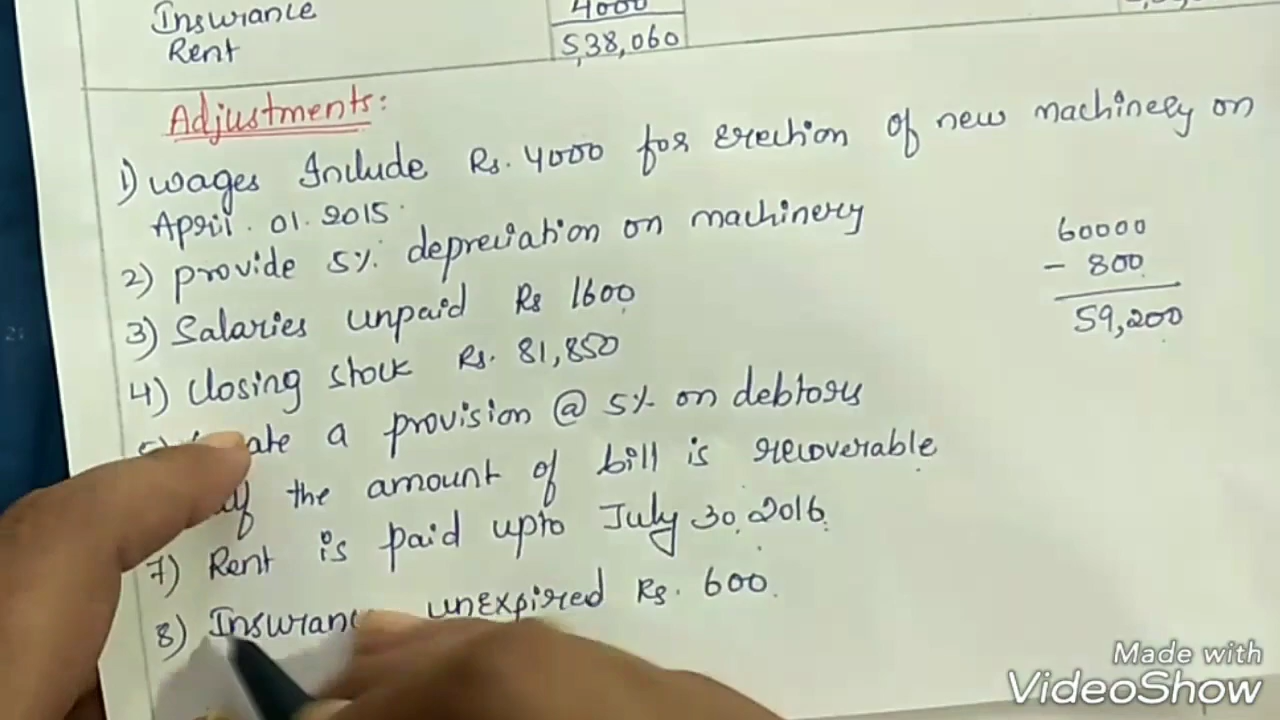 Insurance 4000
Rent 5,38,060
Adjustments:
1) Wages Include Rs. 4000 for erection of new machinery on
April. 01. 2015.
2) provide 5% depreciation on machinery
60000
3) Salaries unpaid Rs 1600
- 800
4) Closing stock Rs. 81,850
59,200
a provision @ 5% on debtors
the amount of bill is recoverable
7) Rent is paid upto July 30.2016.
8) Insurance unexpired Rs. 600.
Made with
VideoShow